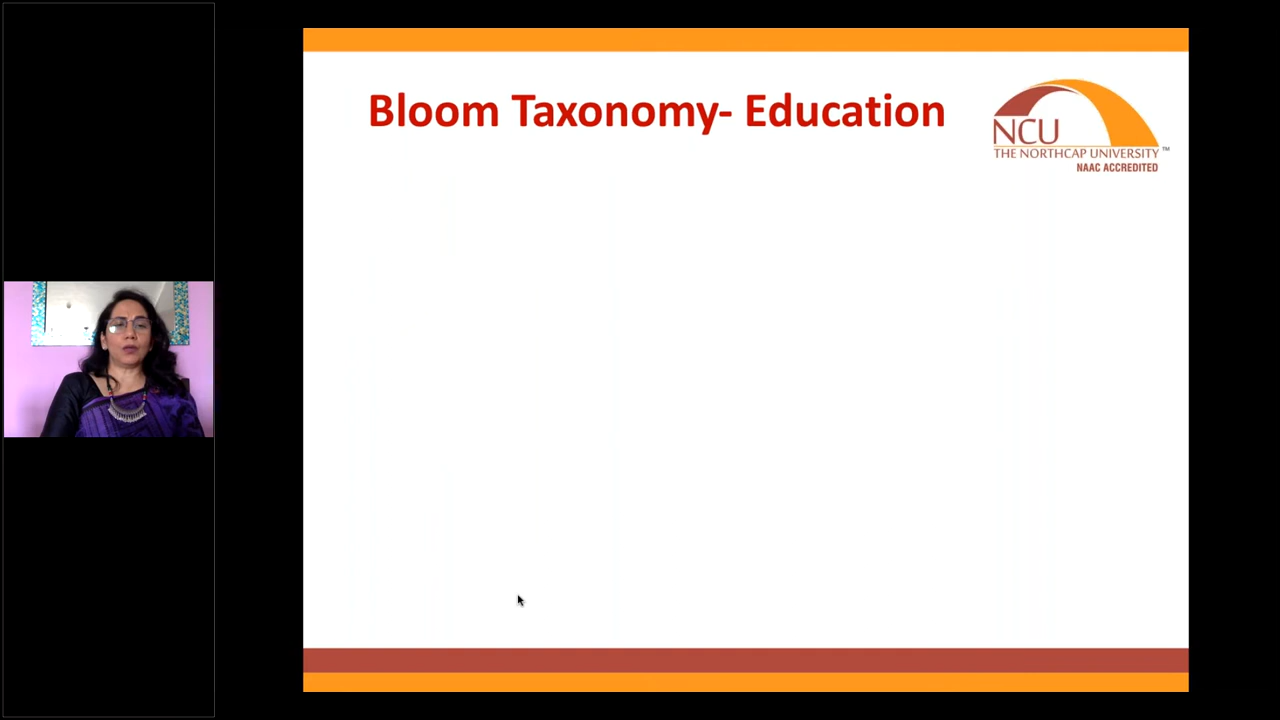 Bloom Taxonomy- Education
NCU
THE NORTHCAP UNIVERSITY™
NAAC ACCREDITED